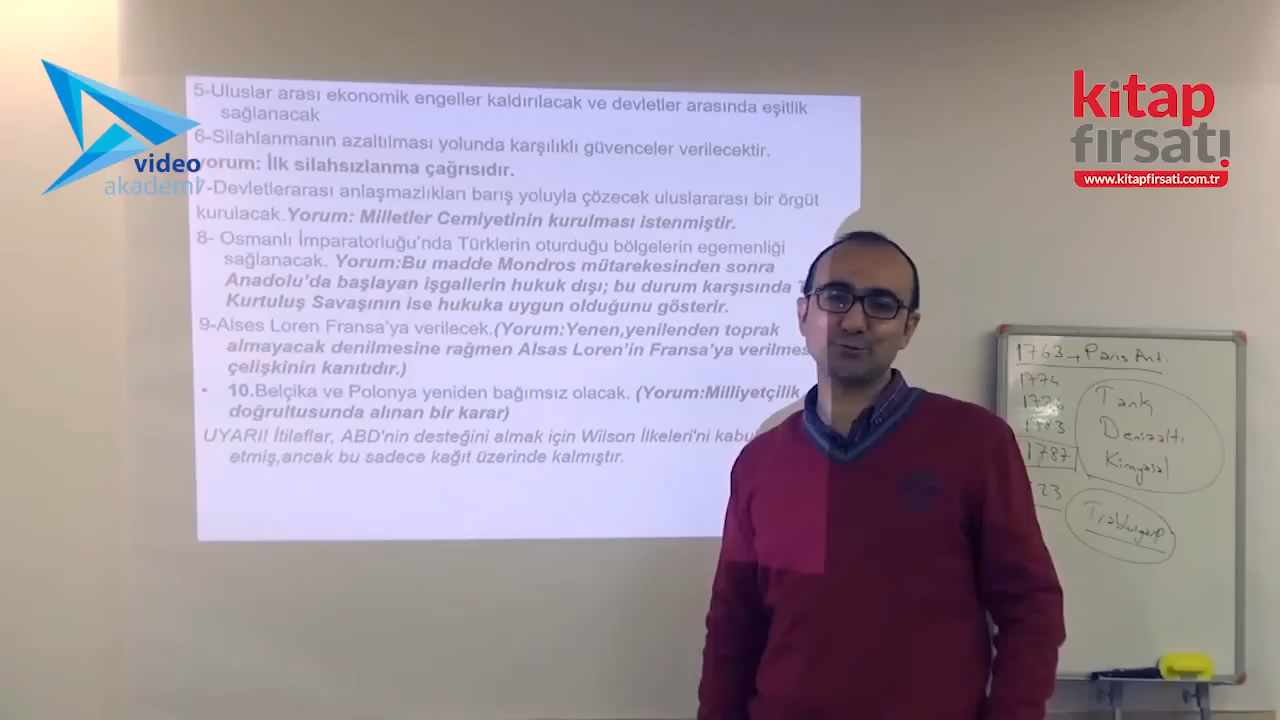 5-Uluslar arası ekonomik engeller kaldırılacak ve devletler arasında eşitlik
sağlanacak
6-Silahlanmanın azaltılması yolunda karşılıklı güvenceler verilecektir.
yorum: İlk silahsızlanma çağrısıdır.
7-Devletlerarası anlaşmazlıkları barış yoluyla çözecek uluslararası bir örgüt
kurulacak.Yorum: Milletler Cemiyetinin kurulması istenmiştir.
8- Osmanlı İmparatorluğu'nda Türklerin oturduğu bölgelerin egemenliği
sağlanacak. Yorum:Bu madde Mondros mütarekesinden sonra
Anadolu'da başlayan işgallerin hukuk dışı; bu durum karşısında
Kurtuluş Savaşının ise hukuka uygun olduğunu gösterir.
9-Alses Loren Fransa'ya verilecek.(Yorum:Yenen,yenilenden toprak
almayacak denilmesine rağmen Alsas Loren'in Fransa'ya verilmes
çelişkinin kanıtıdır.)
• 10.Belçika ve Polonya yeniden bağımsız olacak. (Yorum:Milliyetçilik
doğrultusunda alınan bir karar)
UYARI! İtilaflar, ABD'nin desteğini almak için Wilson İlkeleri'ni kabul
etmiş,ancak bu sadece kağıt üzerinde kalmıştır.
video
akademi
kitap
fırsatı
www.kitapfirsati.com.tr
1763 → Paris Ant.
1774
1787
23
Tank
Denizaltı
Kimyasal
Trablusgarp